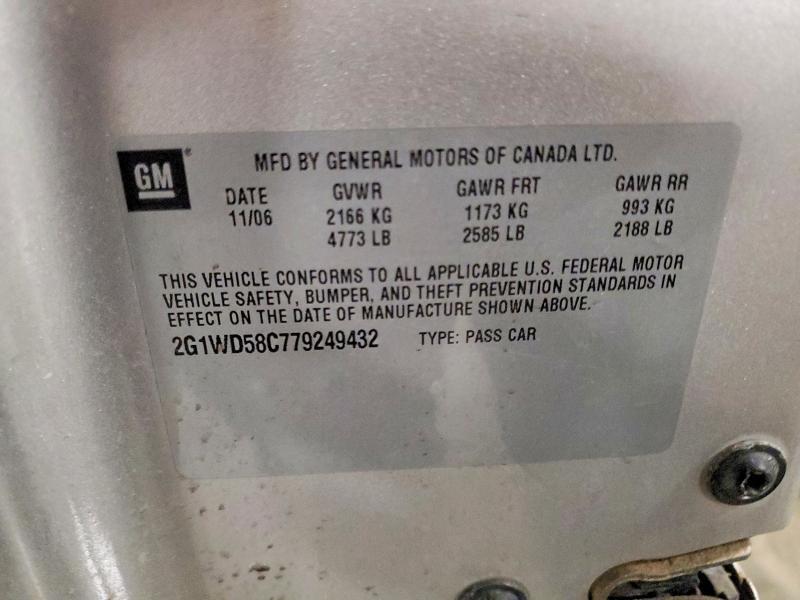 GM® MFD BY GENERAL MOTORS OF CANADA LTD.
DATE GVWR GAWR FRT GAWR RR
11/06 2166 KG 1173 KG 993 KG
4773 LB 2585 LB 2188 LB
THIS VEHICLE CONFORMS TO ALL APPLICABLE U.S. FEDERAL MOTOR
VEHICLE SAFETY, BUMPER, AND THEFT PREVENTION STANDARDS IN
EFFECT ON THE DATE OF MANUFACTURE SHOWN ABOVE.
2G1WD58C779249432 TYPE: PASS CAR